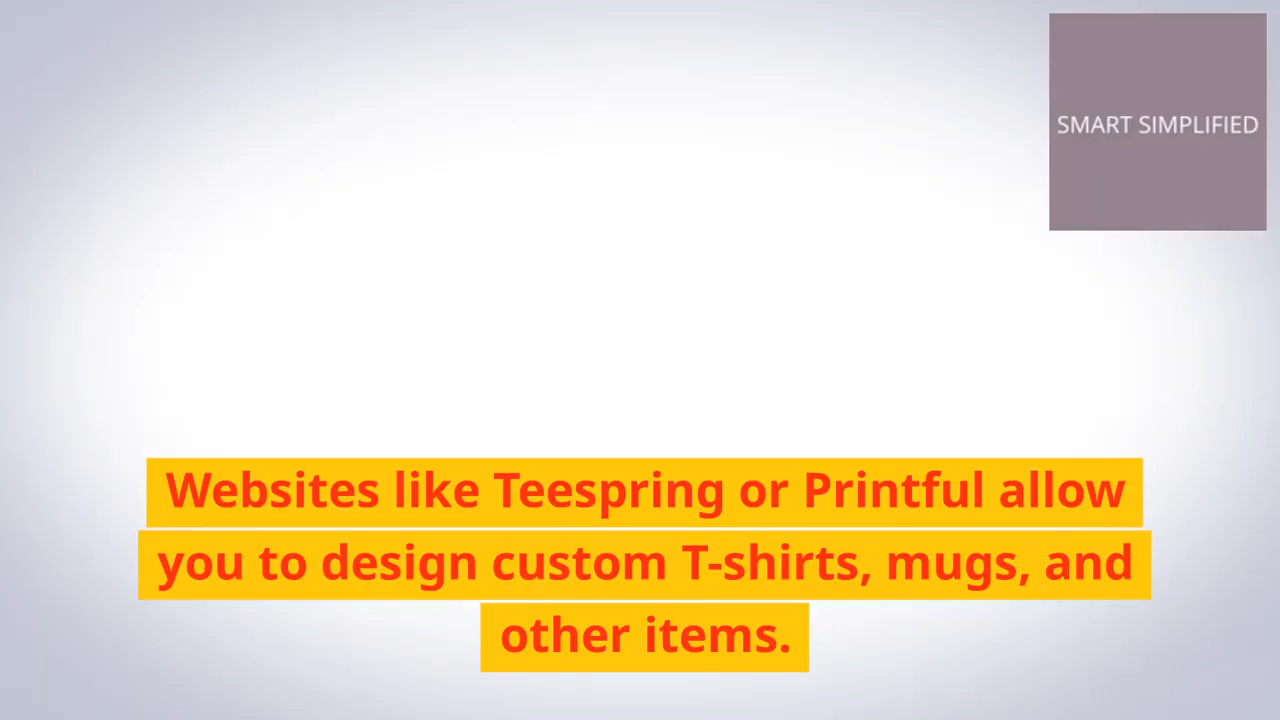 SMART SIMPLIFIED
Websites like Teespring or Printful allow
you to design custom T-shirts, mugs, and
other items.